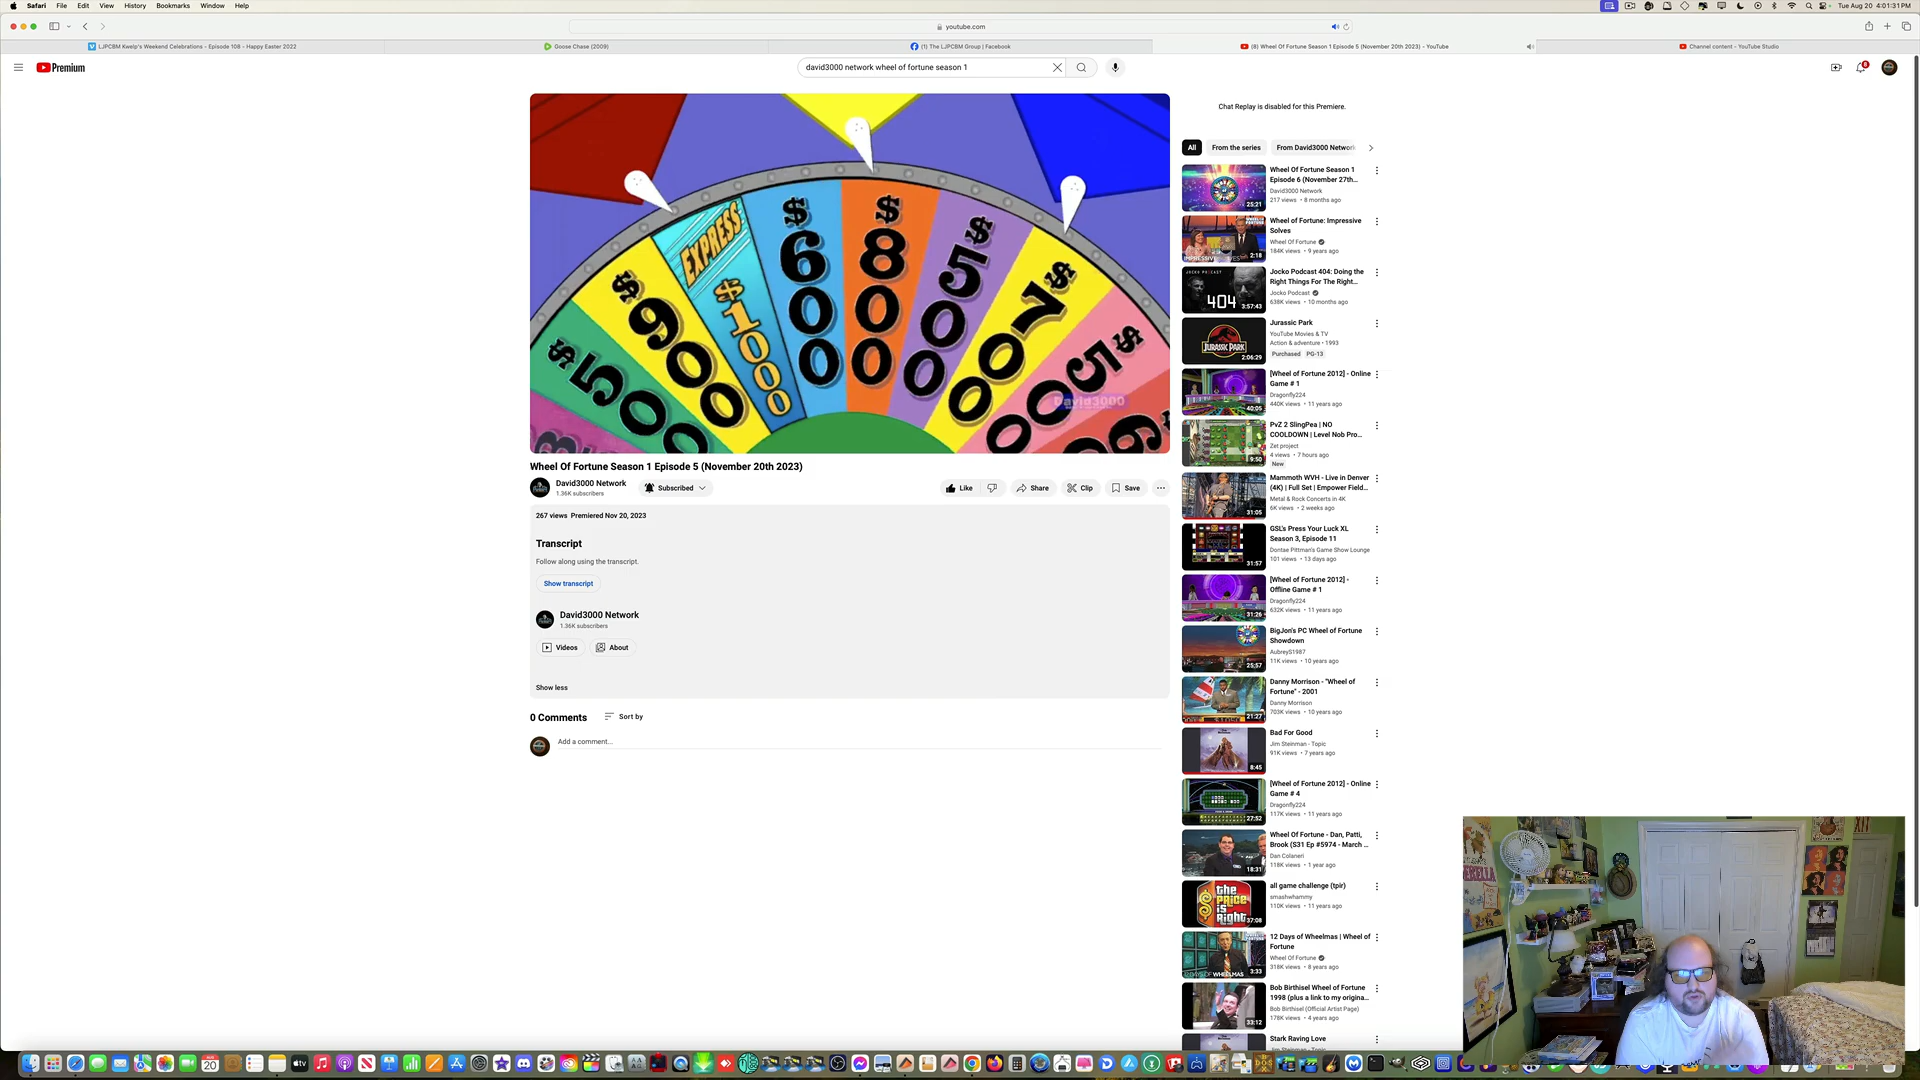 Safari File Edit View History Bookmarks Window Help
Tue Aug 20 4:01:31 PM
youtube.com
LJPCBM Kwelp's Weekend Celebrations - Episode 108 - Happy Easter 2022
Goose Chase (2009)
(1) The LJPCBM Group | Facebook
(8) Wheel Of Fortune Season 1 Episode 5 (November 20th 2023) - YouTube
Channel content - YouTube Studio
Premium
david3000 network wheel of fortune season 1
8
$500
$900
EXPRESS $1000
$600
$800
$500
$700
$500
David3000
Wheel Of Fortune Season 1 Episode 5 (November 20th 2023)
David3000 Network
1.36K subscribers
Subscribed
Like
Share
Clip
Save
267 views Premiered Nov 20, 2023
Transcript
Follow along using the transcript.
Show transcript
David3000 Network
1.36K subscribers
Videos
About
Show less
0 Comments
Sort by
Add a comment...
Chat Replay is disabled for this Premiere.
All
From the series
From David3000 Network
Wheel Of Fortune Season 1
Episode 6 (November 27th...
David3000 Network
217 views • 8 months ago
25:21
Wheel of Fortune: Impressive
Solves
Wheel Of Fortune
184K views • 9 years ago
2:18
Jocko Podcast 404: Doing the
Right Things For The Right...
Jocko Podcast
638K views • 10 months ago
JOCKO PODCAST
404
3:57:43
Jurassic Park
YouTube Movies & TV
Action & adventure • 1993
Purchased PG-13
JURASSIC PARK
2:06:29
[Wheel of Fortune 2012] - Online
Game # 1
Dragonfly224
440K views • 11 years ago
40:05
PvZ 2 SlingPea | NO
COOLDOWN | Level Nob Pro...
Zet project
4 views • 7 hours ago
New
9:50
Mammoth WVH - Live in Denver
(4K) | Full Set | Empower Field...
Metal & Rock Concerts in 4K
6K views • 2 weeks ago
31:05
GSL's Press Your Luck XL
Season 3, Episode 11
Dontae Pittman's Game Show Lounge
101 views • 13 days ago
31:57
[Wheel of Fortune 2012] -
Offline Game # 1
Dragonfly224
632K views • 11 years ago
31:26
BigJon's PC Wheel of Fortune
Showdown
AubreyS1987
11K views • 10 years ago
25:57
Danny Morrison - "Wheel of
Fortune" - 2001
Danny Morrison
703K views • 10 years ago
21:27
Bad For Good
Jim Steinman - Topic
91K views • 7 years ago
8:45
[Wheel of Fortune 2012] - Online
Game # 4
Dragonfly224
117K views • 11 years ago
27:52
Wheel Of Fortune - Dan, Patti,
Brook (S31 Ep #5974 - March ...
Dan Colaneri
118K views • 1 year ago
18:31
all game challenge (tpir)
smashwhammy
110K views • 11 years ago
the PRICE is Right
37:08
12 Days of Wheelmas | Wheel of
Fortune
Wheel Of Fortune
318K views • 8 years ago
12 DAYS OF WHEELMAS
3:33
Bob Birthisel Wheel of Fortune
1998 (plus a link to my origina...
Bob Birthisel (Official Artist Page)
178K views • 4 years ago
33:12
Stark Raving Love
AUG
20
tv